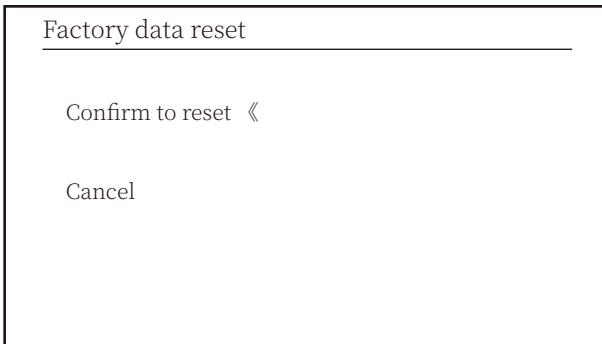 Factory data reset
Confirm to reset 《
Cancel